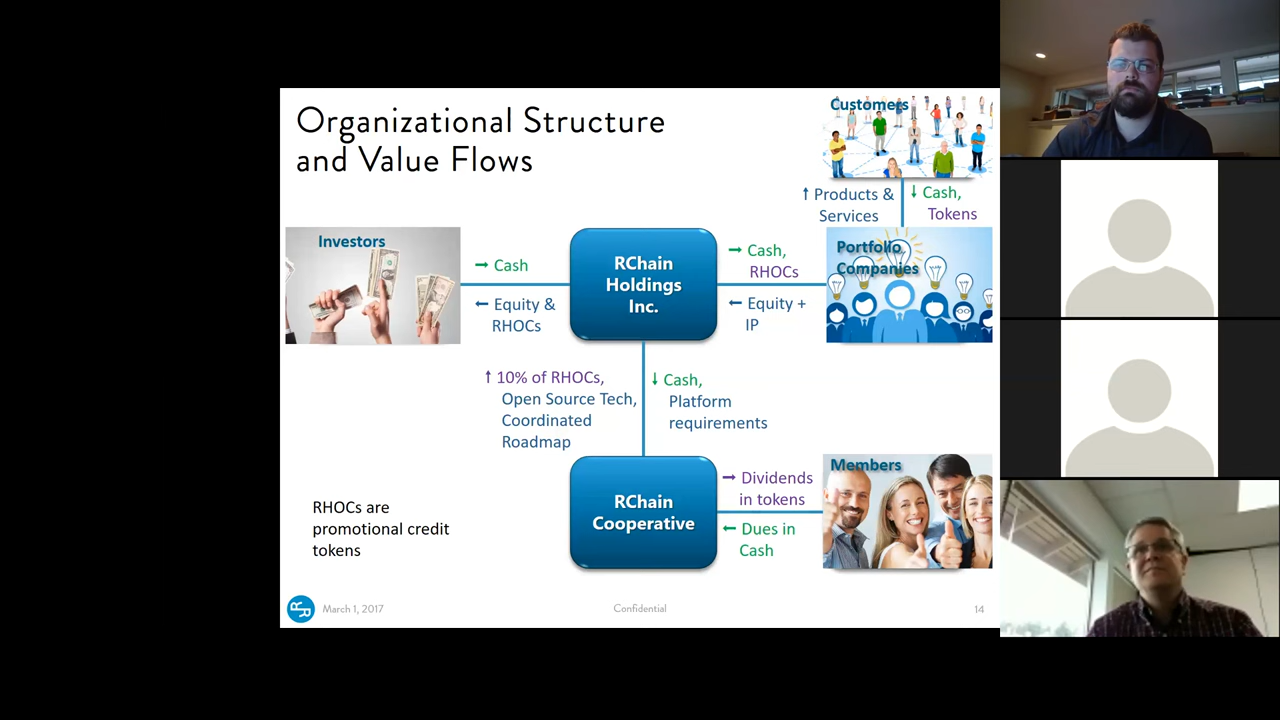 Organizational Structure
and Value Flows
Customers
↑ Products &
Services
↓ Cash,
Tokens
Investors
→ Cash
← Equity &
RHOCs
RChain
Holdings
Inc.
→ Cash,
RHOCs
← Equity +
IP
Portfolio
Companies
↑ 10% of RHOCs,
Open Source Tech,
Coordinated
Roadmap
↓ Cash,
Platform
requirements
RHOCs are
promotional credit
tokens
RChain
Cooperative
→ Dividends
in tokens
← Dues in
Cash
Members
March 1, 2017
Confidential
14